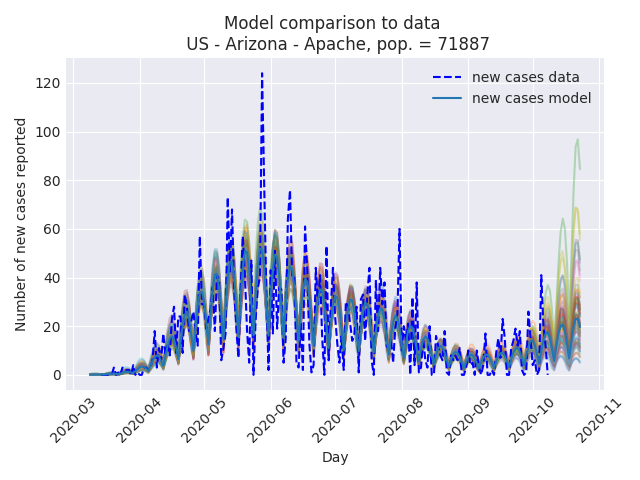 Model comparison to data
US - Arizona - Apache, pop. = 71887
new cases data
new cases model
Number of new cases reported
120
100
80
60
40
20
0
2020-03
2020-04
2020-05
2020-06
2020-07
2020-08
2020-09
2020-10
2020-11
Day